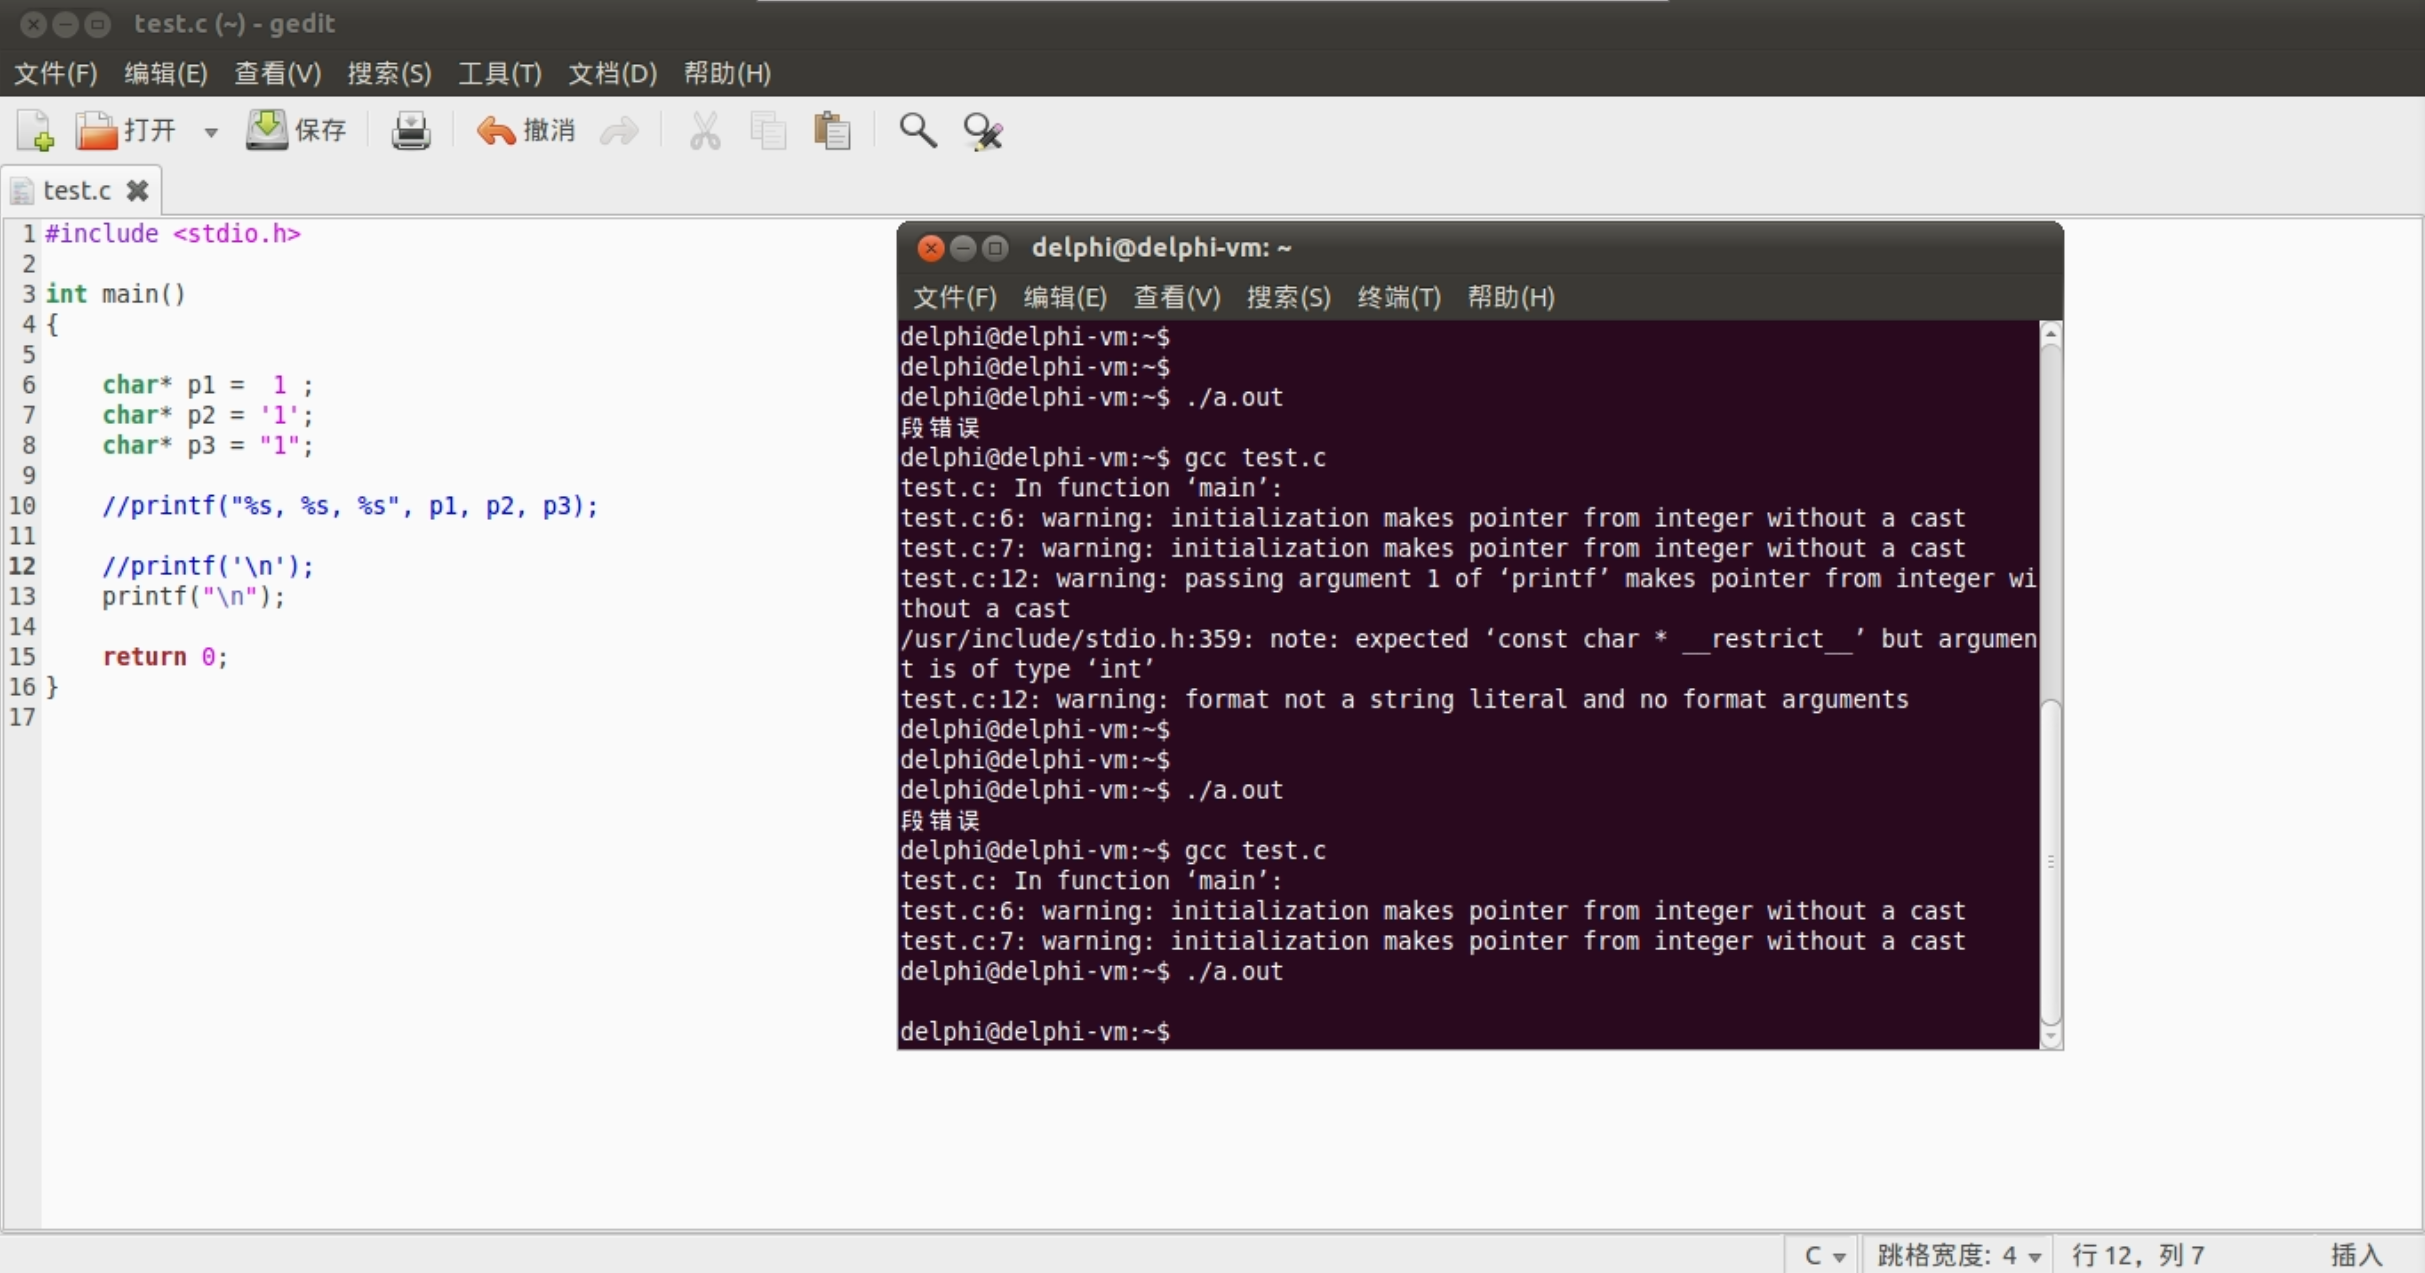 test.c (~) - gedit
文件(F) 编辑(E) 查看(V) 搜索(S) 工具(T) 文档(D) 帮助(H)
打开 保存 撤消
test.c
1 #include <stdio.h>
2
3 int main()
4 {
5
6     char* p1 =  1 ;
7     char* p2 = '1';
8     char* p3 = "1";
9
10     //printf("%s, %s, %s", p1, p2, p3);
11
12     //printf('\n');
13     printf("\n");
14
15     return 0;
16 }
17
delphi@delphi-vm: ~
文件(F) 编辑(E) 查看(V) 搜索(S) 终端(T) 帮助(H)
delphi@delphi-vm:~$
delphi@delphi-vm:~$
delphi@delphi-vm:~$ ./a.out
段错误
delphi@delphi-vm:~$ gcc test.c
test.c: In function ‘main’:
test.c:6: warning: initialization makes pointer from integer without a cast
test.c:7: warning: initialization makes pointer from integer without a cast
test.c:12: warning: passing argument 1 of ‘printf’ makes pointer from integer wi
thout a cast
/usr/include/stdio.h:359: note: expected ‘const char * __restrict__’ but argumen
t is of type ‘int’
test.c:12: warning: format not a string literal and no format arguments
delphi@delphi-vm:~$
delphi@delphi-vm:~$
delphi@delphi-vm:~$ ./a.out
段错误
delphi@delphi-vm:~$ gcc test.c
test.c: In function ‘main’:
test.c:6: warning: initialization makes pointer from integer without a cast
test.c:7: warning: initialization makes pointer from integer without a cast
delphi@delphi-vm:~$ ./a.out

delphi@delphi-vm:~$
C 跳格宽度: 4 行 12，列 7 插入